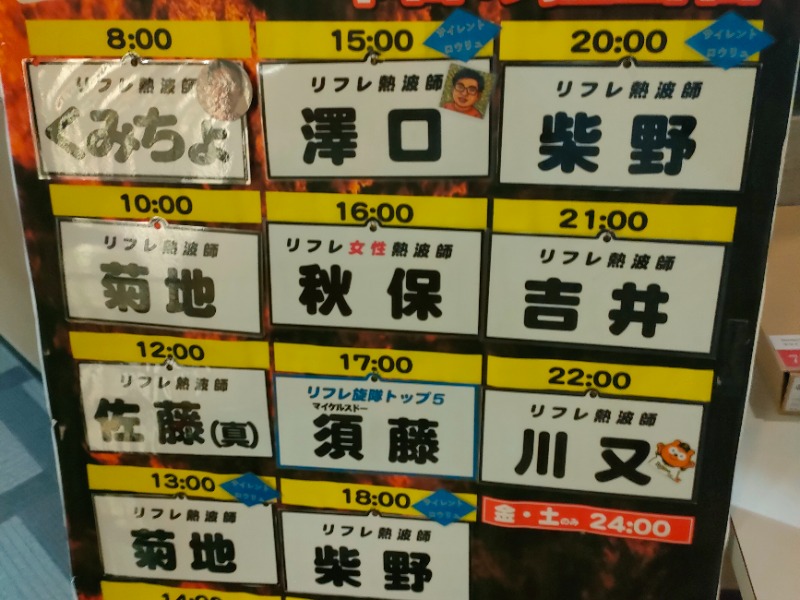 8:00
リフレ熱波師
くみちよ
10:00
リフレ熱波師
菊地
12:00
リフレ熱波師
佐藤(真)
13:00
サイレント
ロウリュ
リフレ熱波師
菊地
15:00
サイレント
ロウリュ
リフレ熱波師
澤口
16:00
リフレ女性熱波師
秋保
17:00
リフレ旋隊トップ5
マイケルスドー
須藤
18:00
サイレント
ロウリュ
リフレ熱波師
柴野
20:00
サイレント
ロウリュ
リフレ熱波師
柴野
21:00
リフレ熱波師
吉井
22:00
リフレ熱波師
川又
金・土のみ 24:00